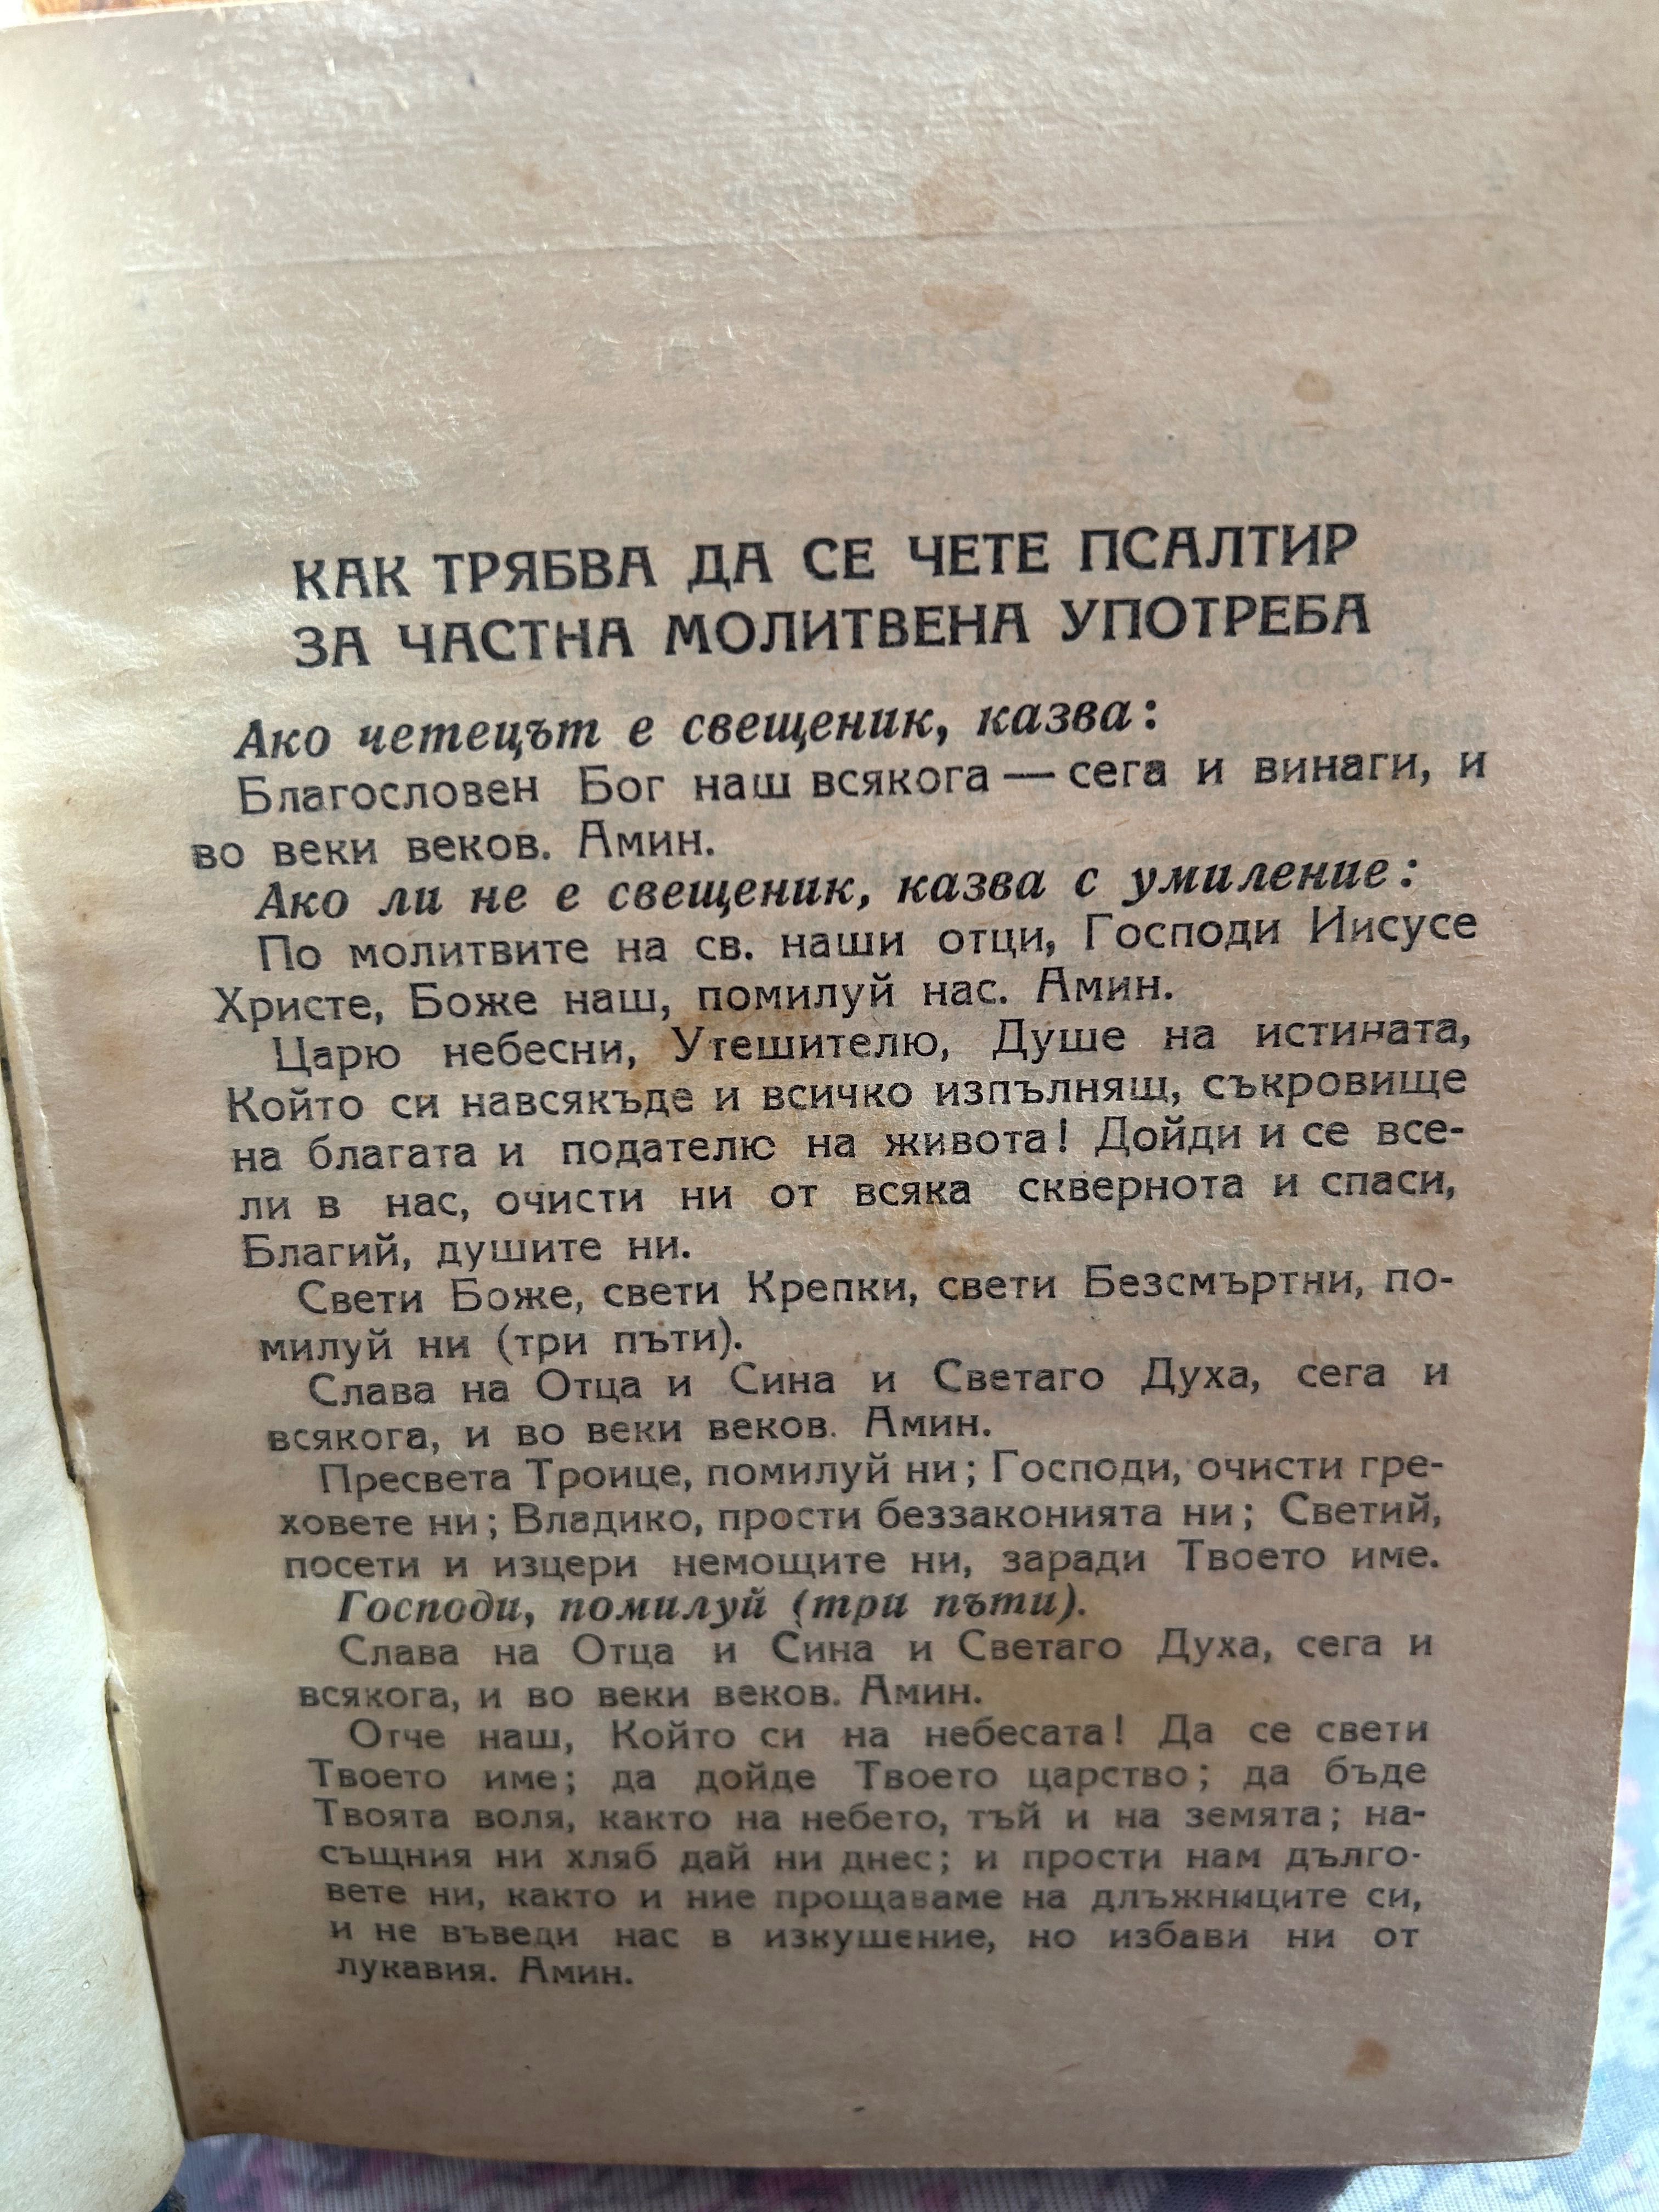 КАК ТРЯБВА ДА СЕ ЧЕТЕ ПСАЛТИР
ЗА ЧАСТНА МОЛИТВЕНА УПОТРЕБА
Ако четецът е свещеник, казва:
Благословен Бог наш всякога — сега и винаги, и
во веки веков. Амин.
Ако ли не е свещеник, казва с умиление:
По молитвите на св. наши отци, Господи Иисусе
Христе, Боже наш, помилуй нас. Амин.
Царю небесни, Утешителю, Душе на истината,
Който си навсякъде и всичко изпълнящ, съкровище
на благата и подателю на живота! Дойди и се все-
ли в нас, очисти ни от всяка сквернота и спаси,
Благий, душите ни.
Свети Боже, свети Крепки, свети Безсмъртни, по-
милуй ни (три пъти).
Слава на Отца и Сина и Светаго Духа, сега и
всякога, и во веки веков. Амин.
Пресвета Троице, помилуй ни; Господи, очисти гре-
ховете ни; Владико, прости беззаконията ни; Светий,
посети и изцери немощите ни, заради Твоето име.
Господи, помилуй (три пъти).
Слава на Отца и Сина и Светаго Духа, сега и
всякога, и во веки веков. Амин.
Отче наш, Който си на небесата! Да се свети
Твоето име; да дойде Твоето царство; да бъде
Твоята воля, както на небето, тъй и на земята; на-
същния ни хляб дай ни днес; и прости нам дълго-
вете ни, както и ние прощаваме на длъжниците си,
и не въведи нас в изкушение, но избави ни от
лукавия. Амин.